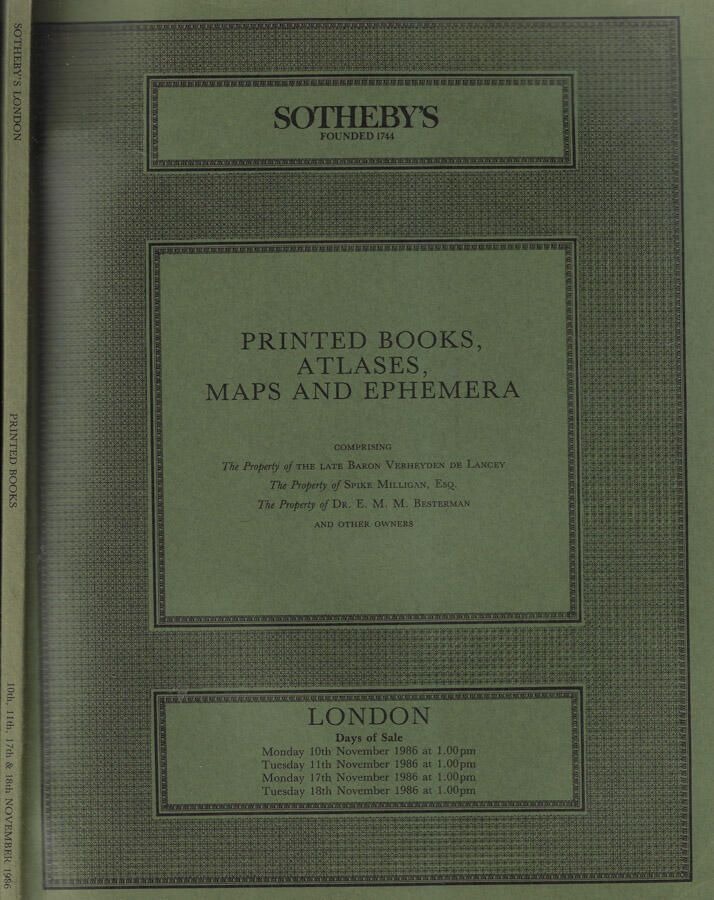 SOTHEBY'S LONDON
PRINTED BOOKS
10th, 11th, 17th & 18th NOVEMBER 1986
SOTHEBY'S
FOUNDED 1744
PRINTED BOOKS,
ATLASES,
MAPS AND EPHEMERA
COMPRISING
The Property of THE LATE BARON VERHEYDEN DE LANCEY
The Property of SPIKE MILLIGAN, ESQ.
The Property of DR. E. M. M. BESTERMAN
AND OTHER OWNERS
LONDON
Days of Sale
Monday 10th November 1986 at 1.00pm
Tuesday 11th November 1986 at 1.00pm
Monday 17th November 1986 at 1.00pm
Tuesday 18th November 1986 at 1.00pm